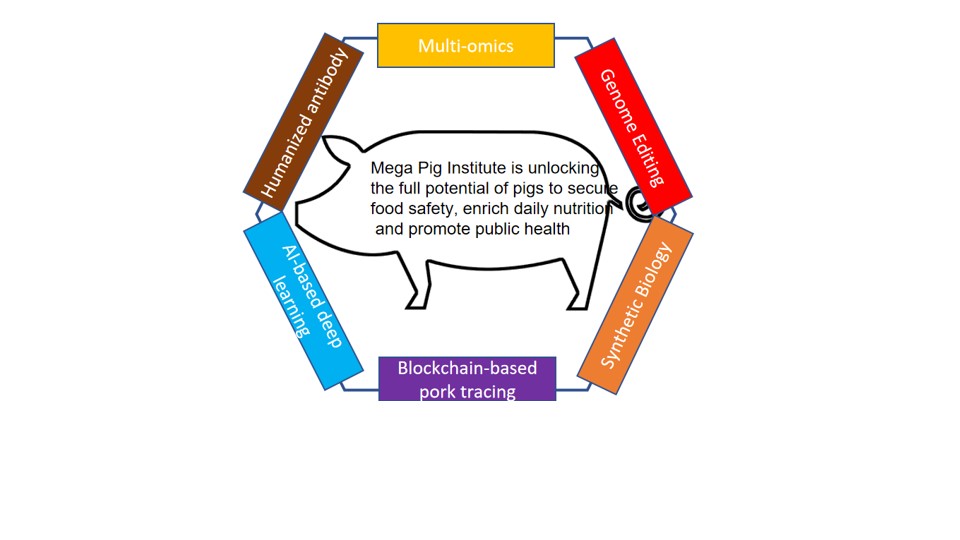 Multi-omics
Humanized antibody
Genome Editing
Mega Pig Institute is unlocking
the full potential of pigs to secure
food safety, enrich daily nutrition
and promote public health
AI-based deep
learning
Synthetic Biology
Blockchain-based
pork tracing